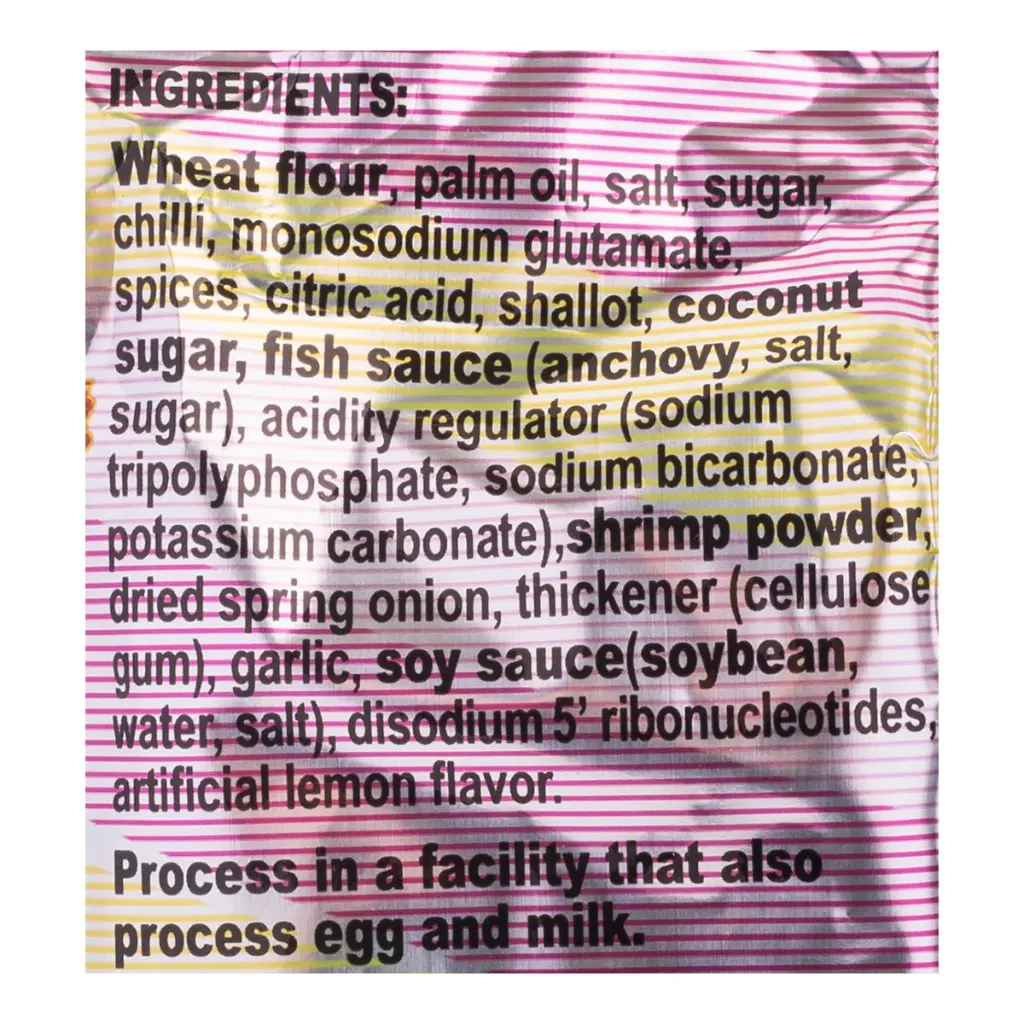 INGREDIENTS:
Wheat flour, palm oil, salt, sugar,
chilli, monosodium glutamate,
spices, citric acid, shallot, coconut
sugar, fish sauce (anchovy, salt,
sugar), acidity regulator (sodium
tripolyphosphate, sodium bicarbonate,
potassium carbonate),shrimp powder,
dried spring onion, thickener (cellulose
gum), garlic, soy sauce(soybean,
water, salt), disodium 5’ ribonucleotides,
artificial lemon flavor.
Process in a facility that also
process egg and milk.